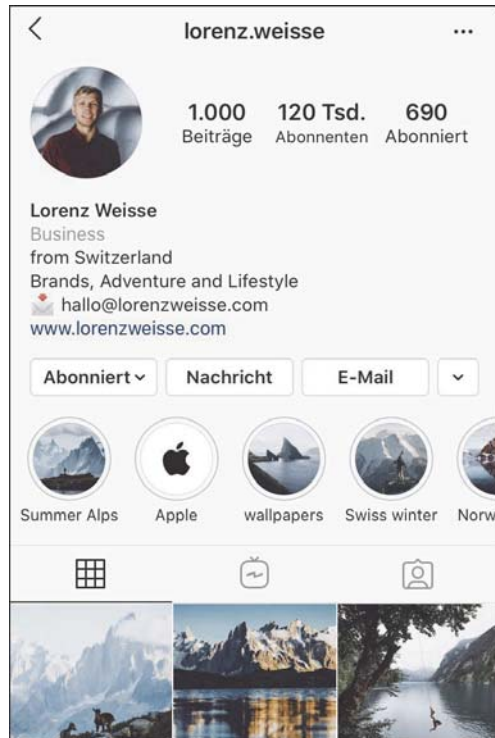 lorenz.weisse
1.000 120 Tsd. 690
Beiträge Abonnenten Abonniert
Lorenz Weisse
Business
from Switzerland
Brands, Adventure and Lifestyle
hallo@lorenzweisse.com
www.lorenzweisse.com
Abonniert Nachricht E-Mail
Summer Alps Apple wallpapers Swiss winter Norw